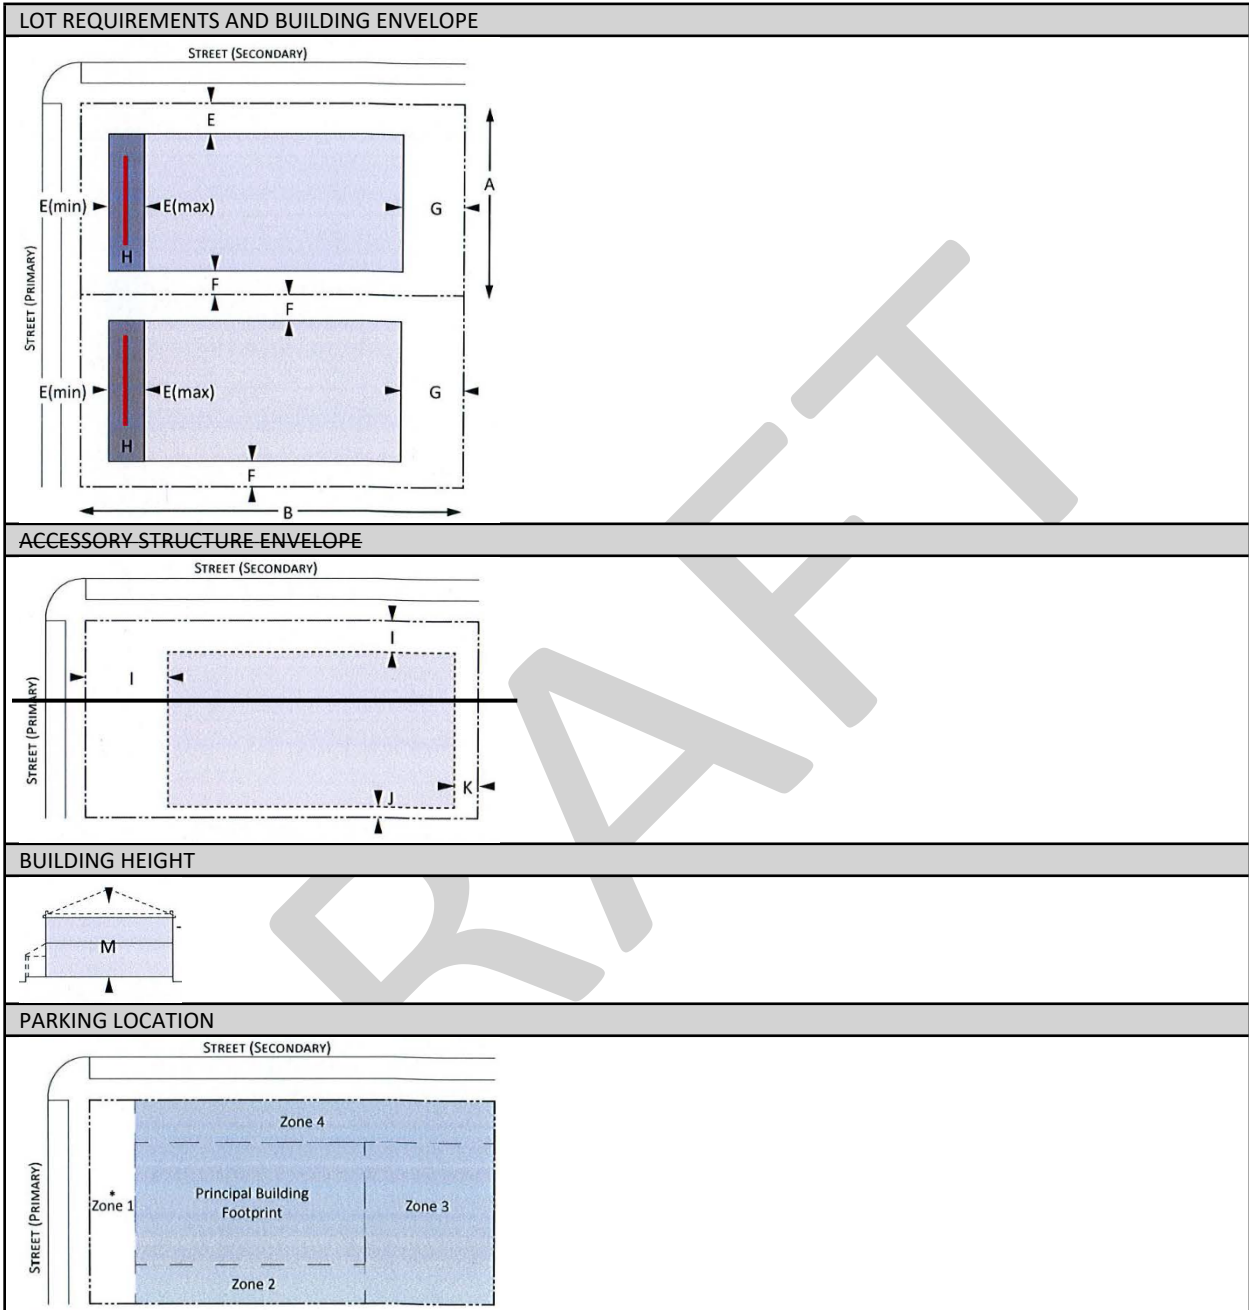 LOT REQUIREMENTS AND BUILDING ENVELOPE
STREET (SECONDARY)
E
A
E(min) E(max) G
H
F
STREET (PRIMARY)
F
E(min) E(max) G
H
F
B
ACCESSORY STRUCTURE ENVELOPE
STREET (SECONDARY)
I
I
STREET (PRIMARY)
K
J
BUILDING HEIGHT
M
PARKING LOCATION
STREET (SECONDARY)
Zone 4
STREET (PRIMARY)
*
Zone 1
Principal Building
Footprint
Zone 3
Zone 2
RAFT